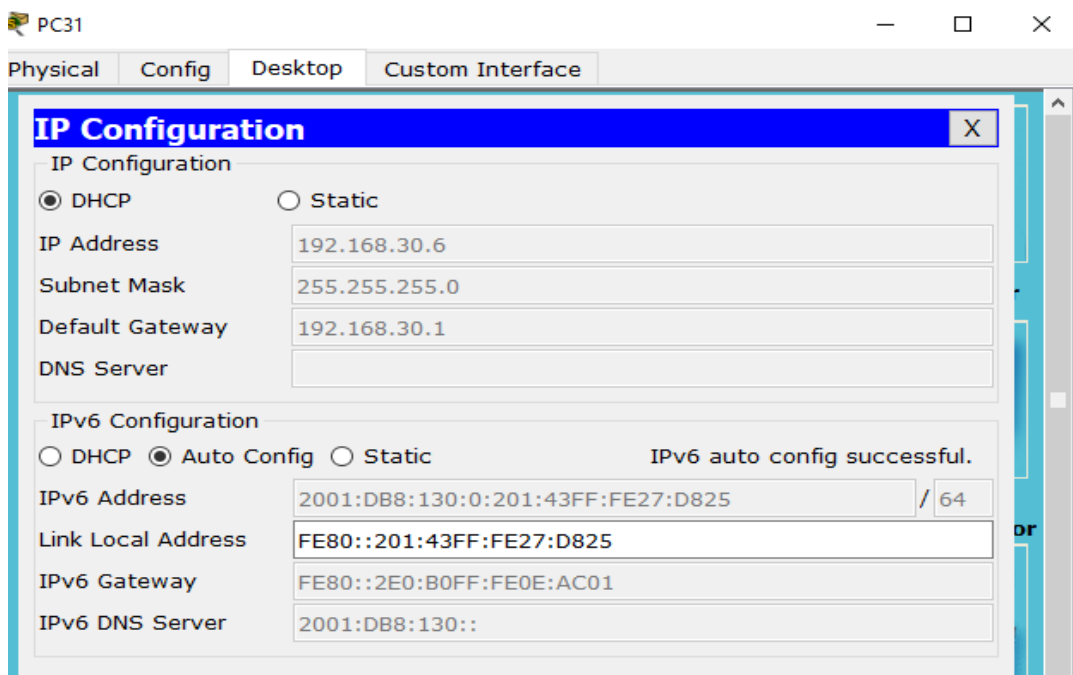 PC31
Physical Config Desktop Custom Interface
IP Configuration X
IP Configuration
DHCP Static
IP Address 192.168.30.6
Subnet Mask 255.255.255.0
Default Gateway 192.168.30.1
DNS Server
IPv6 Configuration
DHCP Auto Config Static IPv6 auto config successful.
IPv6 Address 2001:DB8:130:0:201:43FF:FE27:D825 / 64
Link Local Address FE80::201:43FF:FE27:D825
IPv6 Gateway FE80::2E0:B0FF:FE0E:AC01
IPv6 DNS Server 2001:DB8:130::